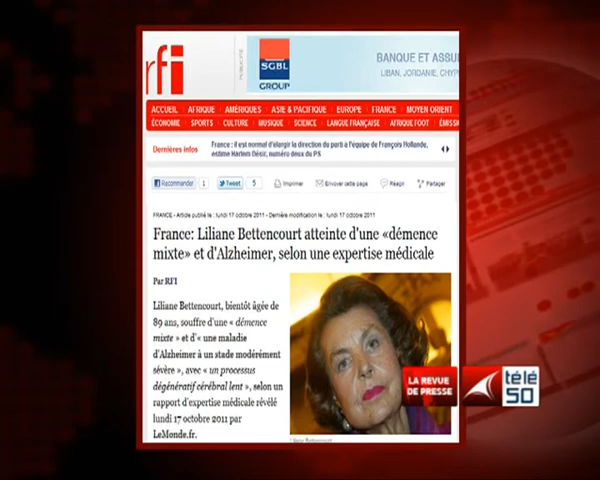 rfi
PUBLICITÉ
SGBL
GROUP
BANQUE ET ASSU
LIBAN, JORDANIE, CHYP
ACCUEIL AFRIQUE AMÉRIQUES ASIE & PACIFIQUE EUROPE FRANCE MOYEN ORIENT
ÉCONOMIE SPORTS CULTURE MUSIQUE SCIENCE LANGUE FRANÇAISE AFRIQUE FOOT ÉMISSI
Dernières infos
France : il est normal d'élargir la direction du parti à l'équipe de François Hollande,
estime Harlem Désir, numéro deux du PS
Recommander 1 Tweet 5 Imprimer Envoyer cette page Réagir Partager
FRANCE - Article publié le : lundi 17 octobre 2011 - Dernière modification le : lundi 17 octobre 2011
France: Liliane Bettencourt atteinte d'une «démence
mixte» et d'Alzheimer, selon une expertise médicale
Par RFI
Liliane Bettencourt, bientôt âgée de
89 ans, souffre d'une « démence
mixte » et d'« une maladie
d'Alzheimer à un stade modérément
sévère », avec « un processus
dégénératif cérébral lent », selon un
rapport d'expertise médicale révélé
lundi 17 octobre 2011 par
LeMonde.fr.
Liliane Bettencourt
LA REVUE
DE PRESSE
télé
50